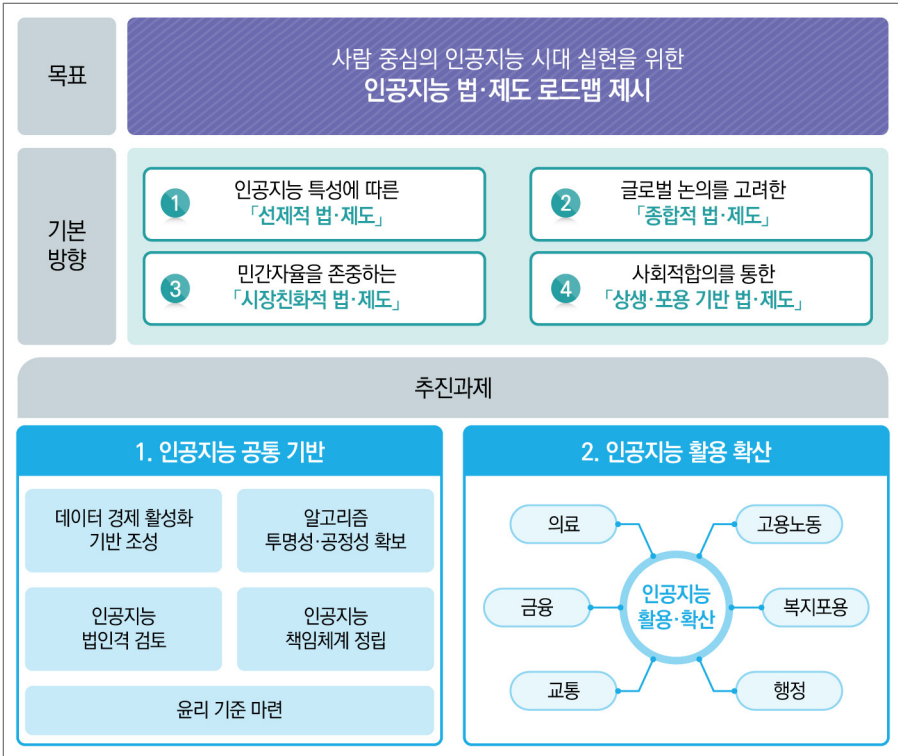 목표
사람 중심의 인공지능 시대 실현을 위한
인공지능 법·제도 로드맵 제시
기본
방향
1
인공지능 특성에 따른
「선제적 법·제도」
2
글로벌 논의를 고려한
「종합적 법·제도」
3
민간자율을 존중하는
「시장친화적 법·제도」
4
사회적합의를 통한
「상생·포용 기반 법·제도」
추진과제
1. 인공지능 공통 기반
데이터 경제 활성화
기반 조성
알고리즘
투명성·공정성 확보
인공지능
법인격 검토
인공지능
책임체계 정립
윤리 기준 마련
2. 인공지능 활용 확산
의료
고용노동
금융
인공지능
활용·확산
복지포용
교통
행정